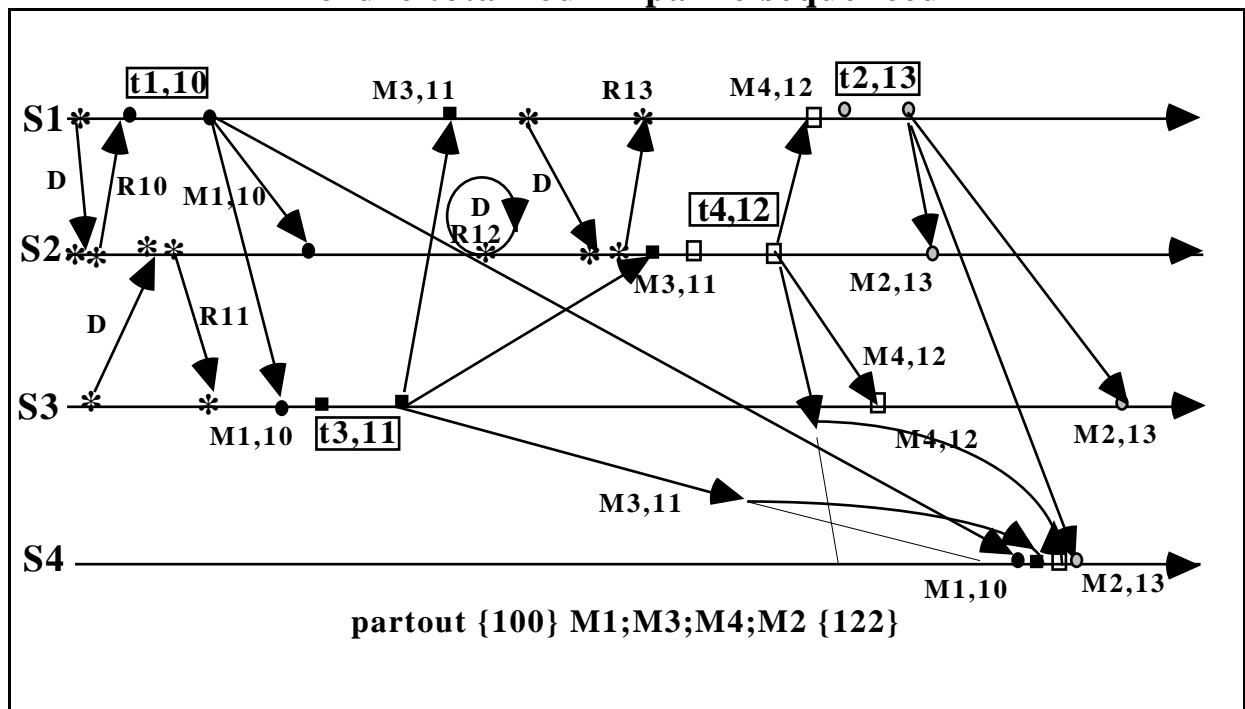 t1,10
M3,11
R13
M4,12
t2,13
S1
D
R10
M1,10
D
D
t4,12
R12
S2
M3,11
M2,13
D
R11
M4,12
S3
M1,10
t3,11
M4,12
M2,13
M3,11
S4
M1,10
M2,13
partout {100} M1;M3;M4;M2 {122}